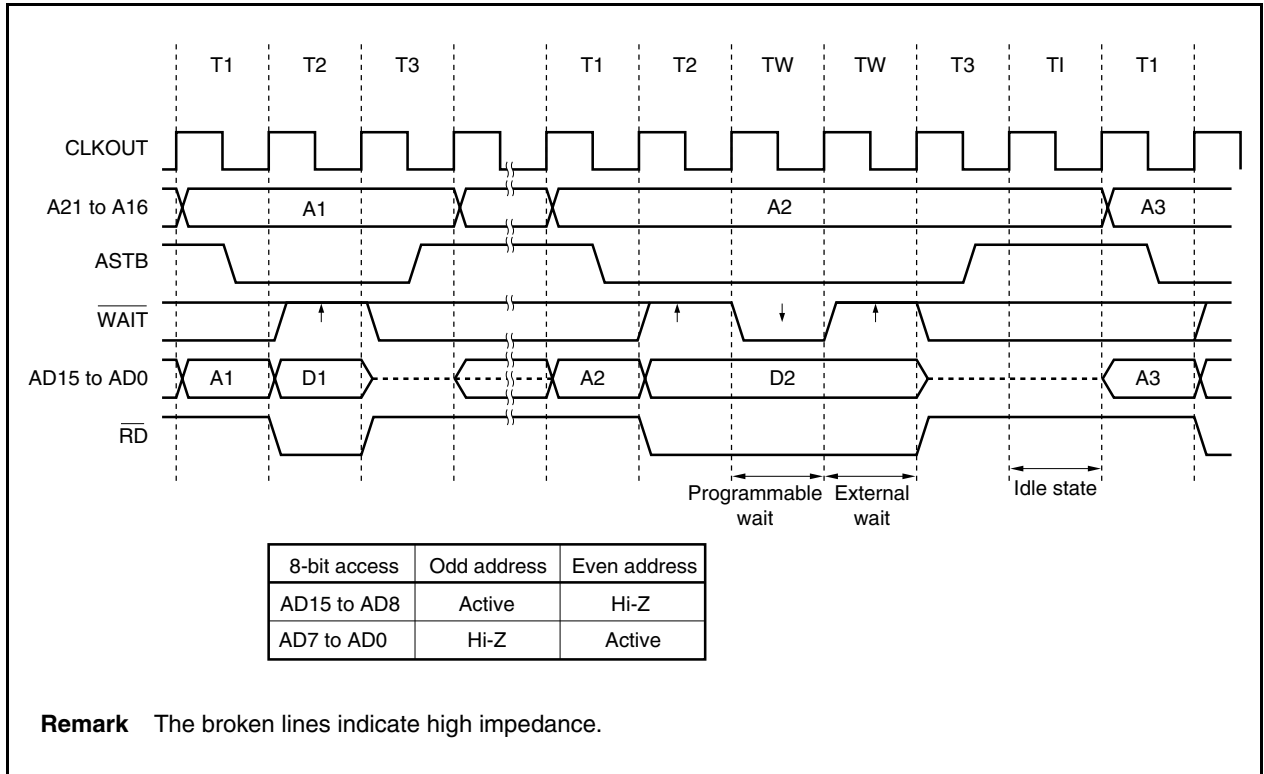 T1 T2 T3 T1 T2 TW TW T3 TI T1
CLKOUT
A21 to A16 A1 A2 A3
ASTB
WAIT
AD15 to AD0 A1 D1 A2 D2 A3
RD
Programmable wait
External wait
Idle state
8-bit access Odd address Even address
AD15 to AD8 Active Hi-Z
AD7 to AD0 Hi-Z Active
Remark The broken lines indicate high impedance.